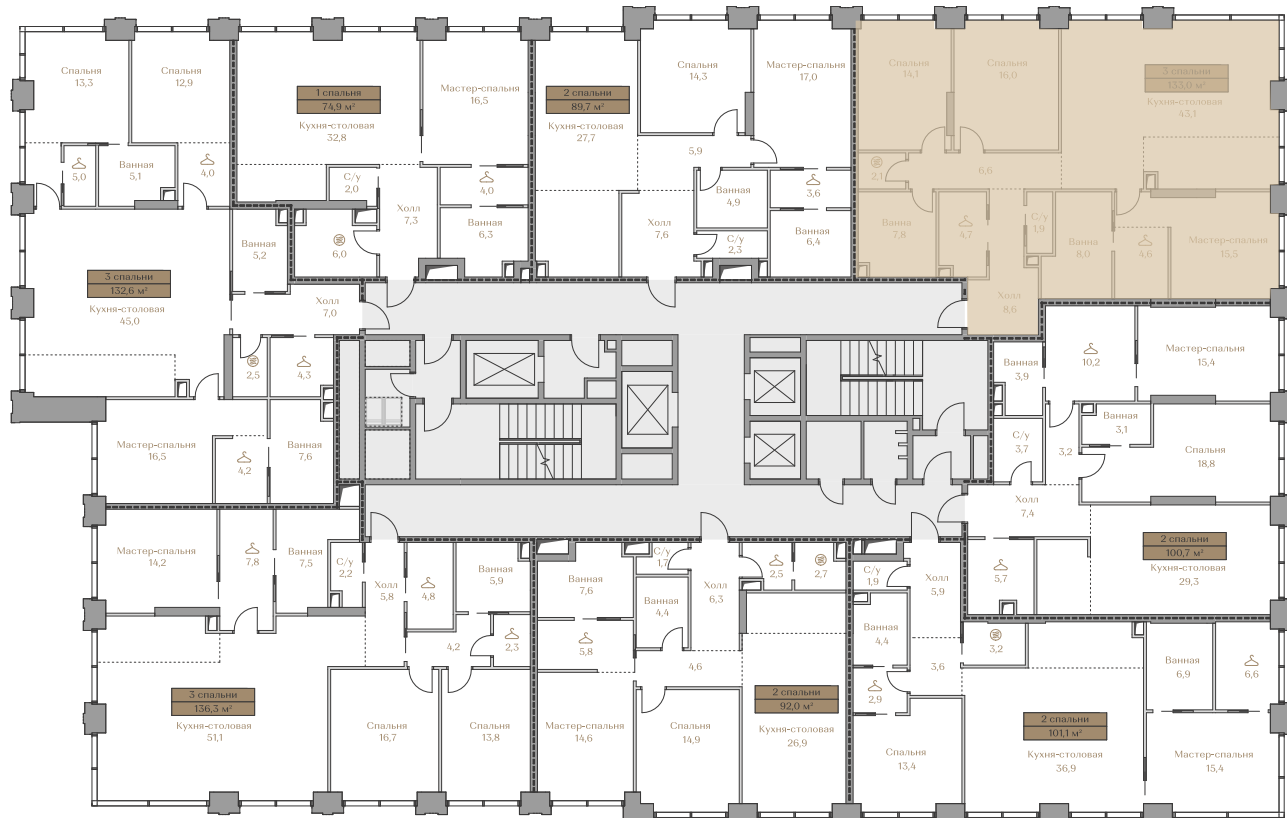 Спальня
13,3
Спальня
12,9
5,0
Ванная
5,1
4,0
1 спальня
74,9 м²
Кухня-столовая
32,8
Мастер-спальня
16,5
С/у
2,0
4,0
Холл
7,3
Ванная
6,3
6,0
2 спальни
89,7 м²
Кухня-столовая
27,7
Спальня
14,3
Мастер-спальня
17,0
5,9
Ванная
4,9
3,6
Холл
7,6
С/у
2,3
Ванная
6,4
Спальня
14,1
Спальня
16,0
3 спальни
133,0 м²
Кухня-столовая
43,1
2,1
6,6
Ванна
7,8
4,7
С/у
1,9
Ванна
8,0
4,6
Мастер-спальня
15,5
Холл
8,6
Ванная
5,2
3 спальни
132,6 м²
Кухня-столовая
45,0
Холл
7,0
2,5
4,3
Мастер-спальня
16,5
4,2
Ванная
7,6
Ванная
3,9
10,2
Мастер-спальня
15,4
Ванная
3,1
С/у
3,7
3,2
Спальня
18,8
Холл
7,4
2 спальни
100,7 м²
Кухня-столовая
29,3
5,7
Мастер-спальня
14,2
7,8
Ванная
7,5
С/у
2,2
Холл
5,8
4,8
Ванная
5,9
4,2
2,3
3 спальни
136,3 м²
Кухня-столовая
51,1
Спальня
16,7
Спальня
13,8
Ванная
7,6
С/у
1,7
Холл
6,3
2,5
2,7
Ванная
4,4
5,8
4,6
2 спальни
92,0 м²
Кухня-столовая
26,9
Мастер-спальня
14,6
Спальня
14,9
С/у
1,9
Холл
5,9
Ванная
4,4
3,6
3,2
2,9
Спальня
13,4
2 спальни
101,1 м²
Кухня-столовая
36,9
Ванная
6,9
6,6
Мастер-спальня
15,4